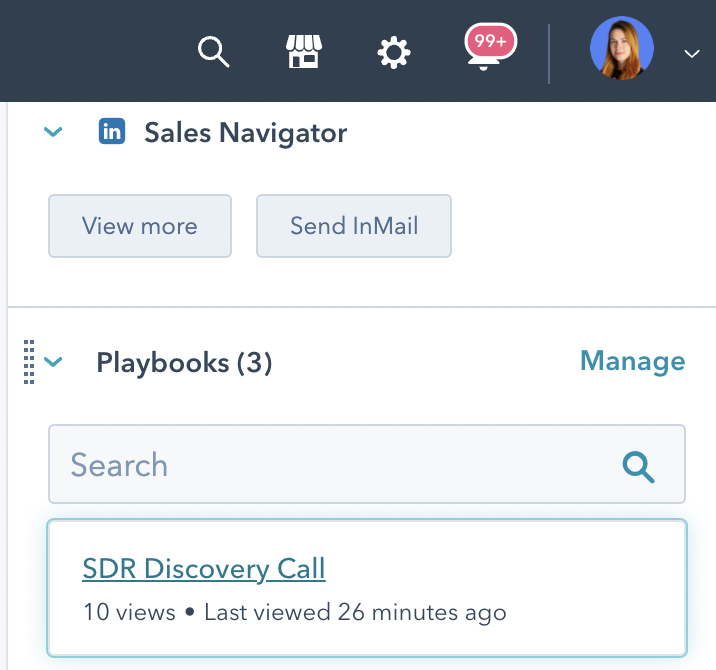 99+
in Sales Navigator
View more Send InMail
Playbooks (3) Manage
Search
SDR Discovery Call
10 views • Last viewed 26 minutes ago